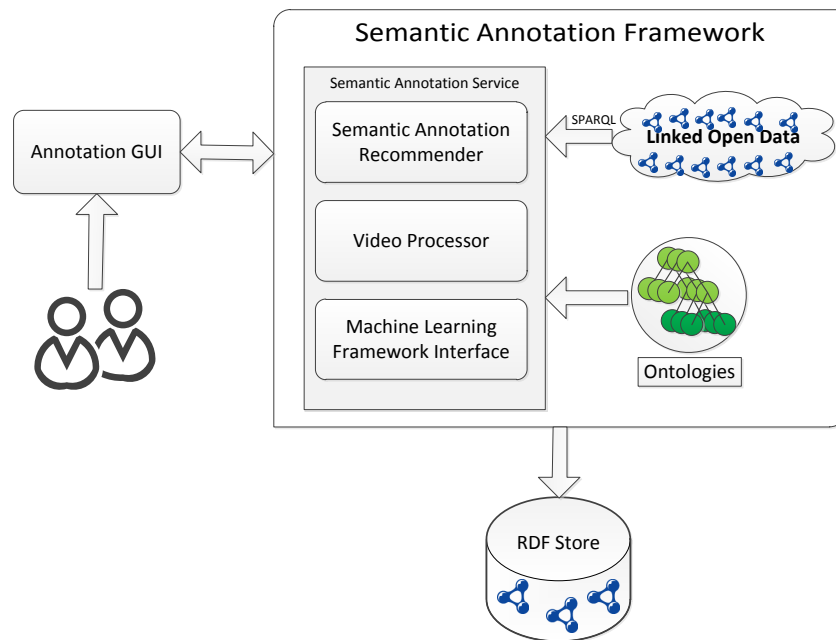 Semantic Annotation Framework
Semantic Annotation Service
Annotation GUI
Semantic Annotation
Recommender
SPARQL
Linked Open Data
Video Processor
Machine Learning
Framework Interface
Ontologies
RDF Store